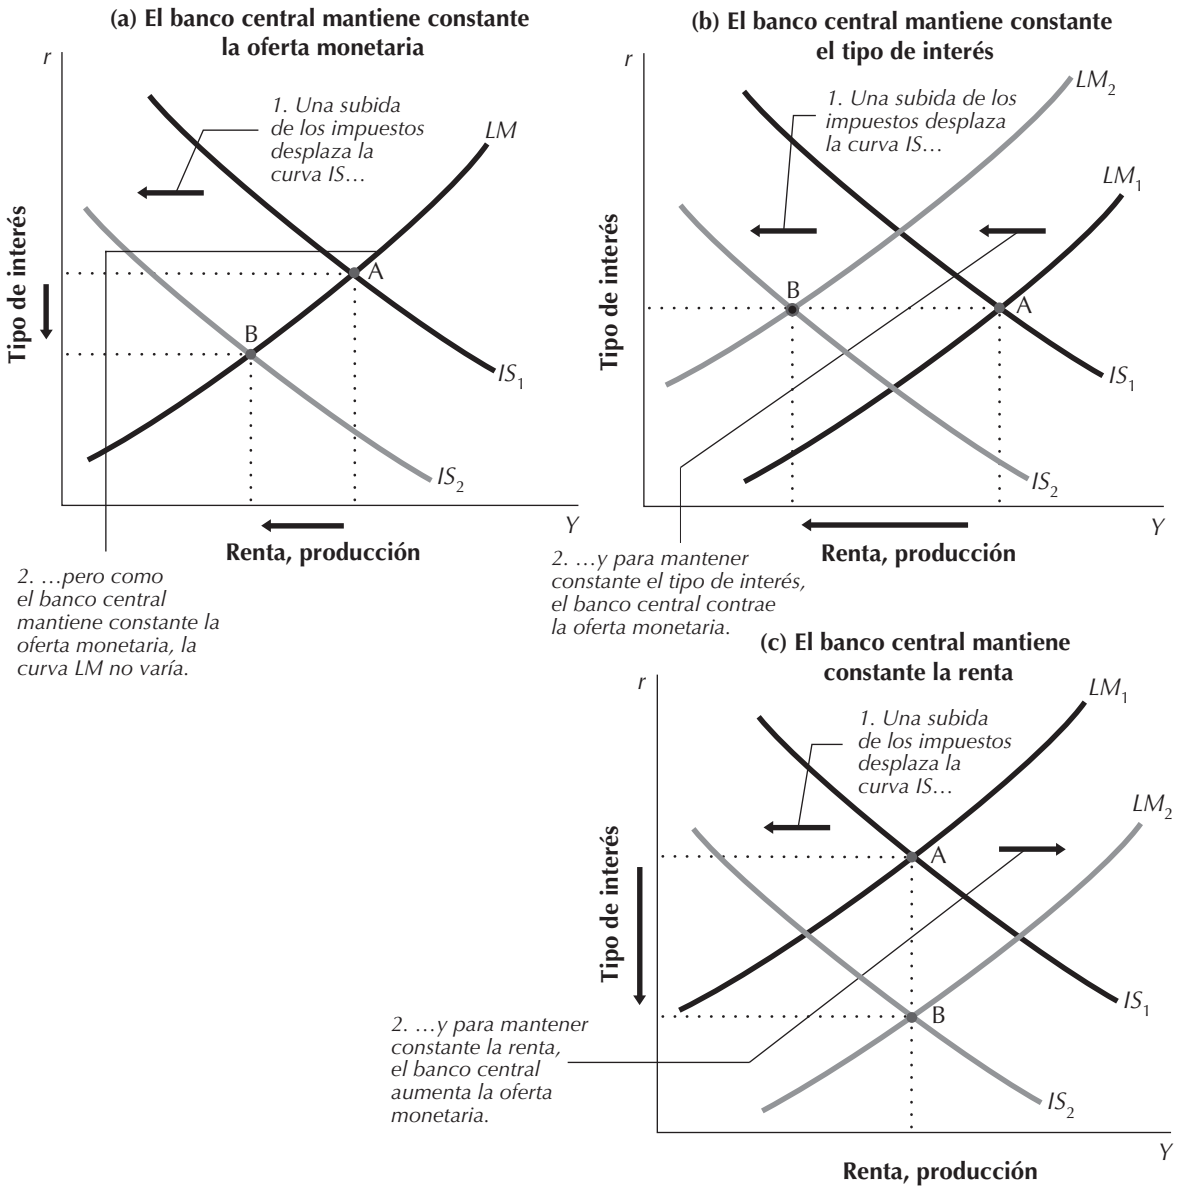 (a) El banco central mantiene constante
la oferta monetaria
r
1. Una subida
de los impuestos
desplaza la
curva IS…
LM
Tipo de interés
A
B
IS1
IS2
Y
Renta, producción
2. …pero como
el banco central
mantiene constante la
oferta monetaria, la
curva LM no varía.
(b) El banco central mantiene constante
el tipo de interés
r
1. Una subida de los
impuestos desplaza
la curva IS…
LM2
LM1
Tipo de interés
B
A
IS1
IS2
Y
Renta, producción
2. …y para mantener
constante el tipo de interés,
el banco central contrae
la oferta monetaria.
(c) El banco central mantiene
constante la renta
r
1. Una subida
de los impuestos
desplaza la
curva IS…
LM1
LM2
Tipo de interés
A
B
IS1
IS2
Y
Renta, producción
2. …y para mantener
constante la renta,
el banco central
aumenta la oferta
monetaria.